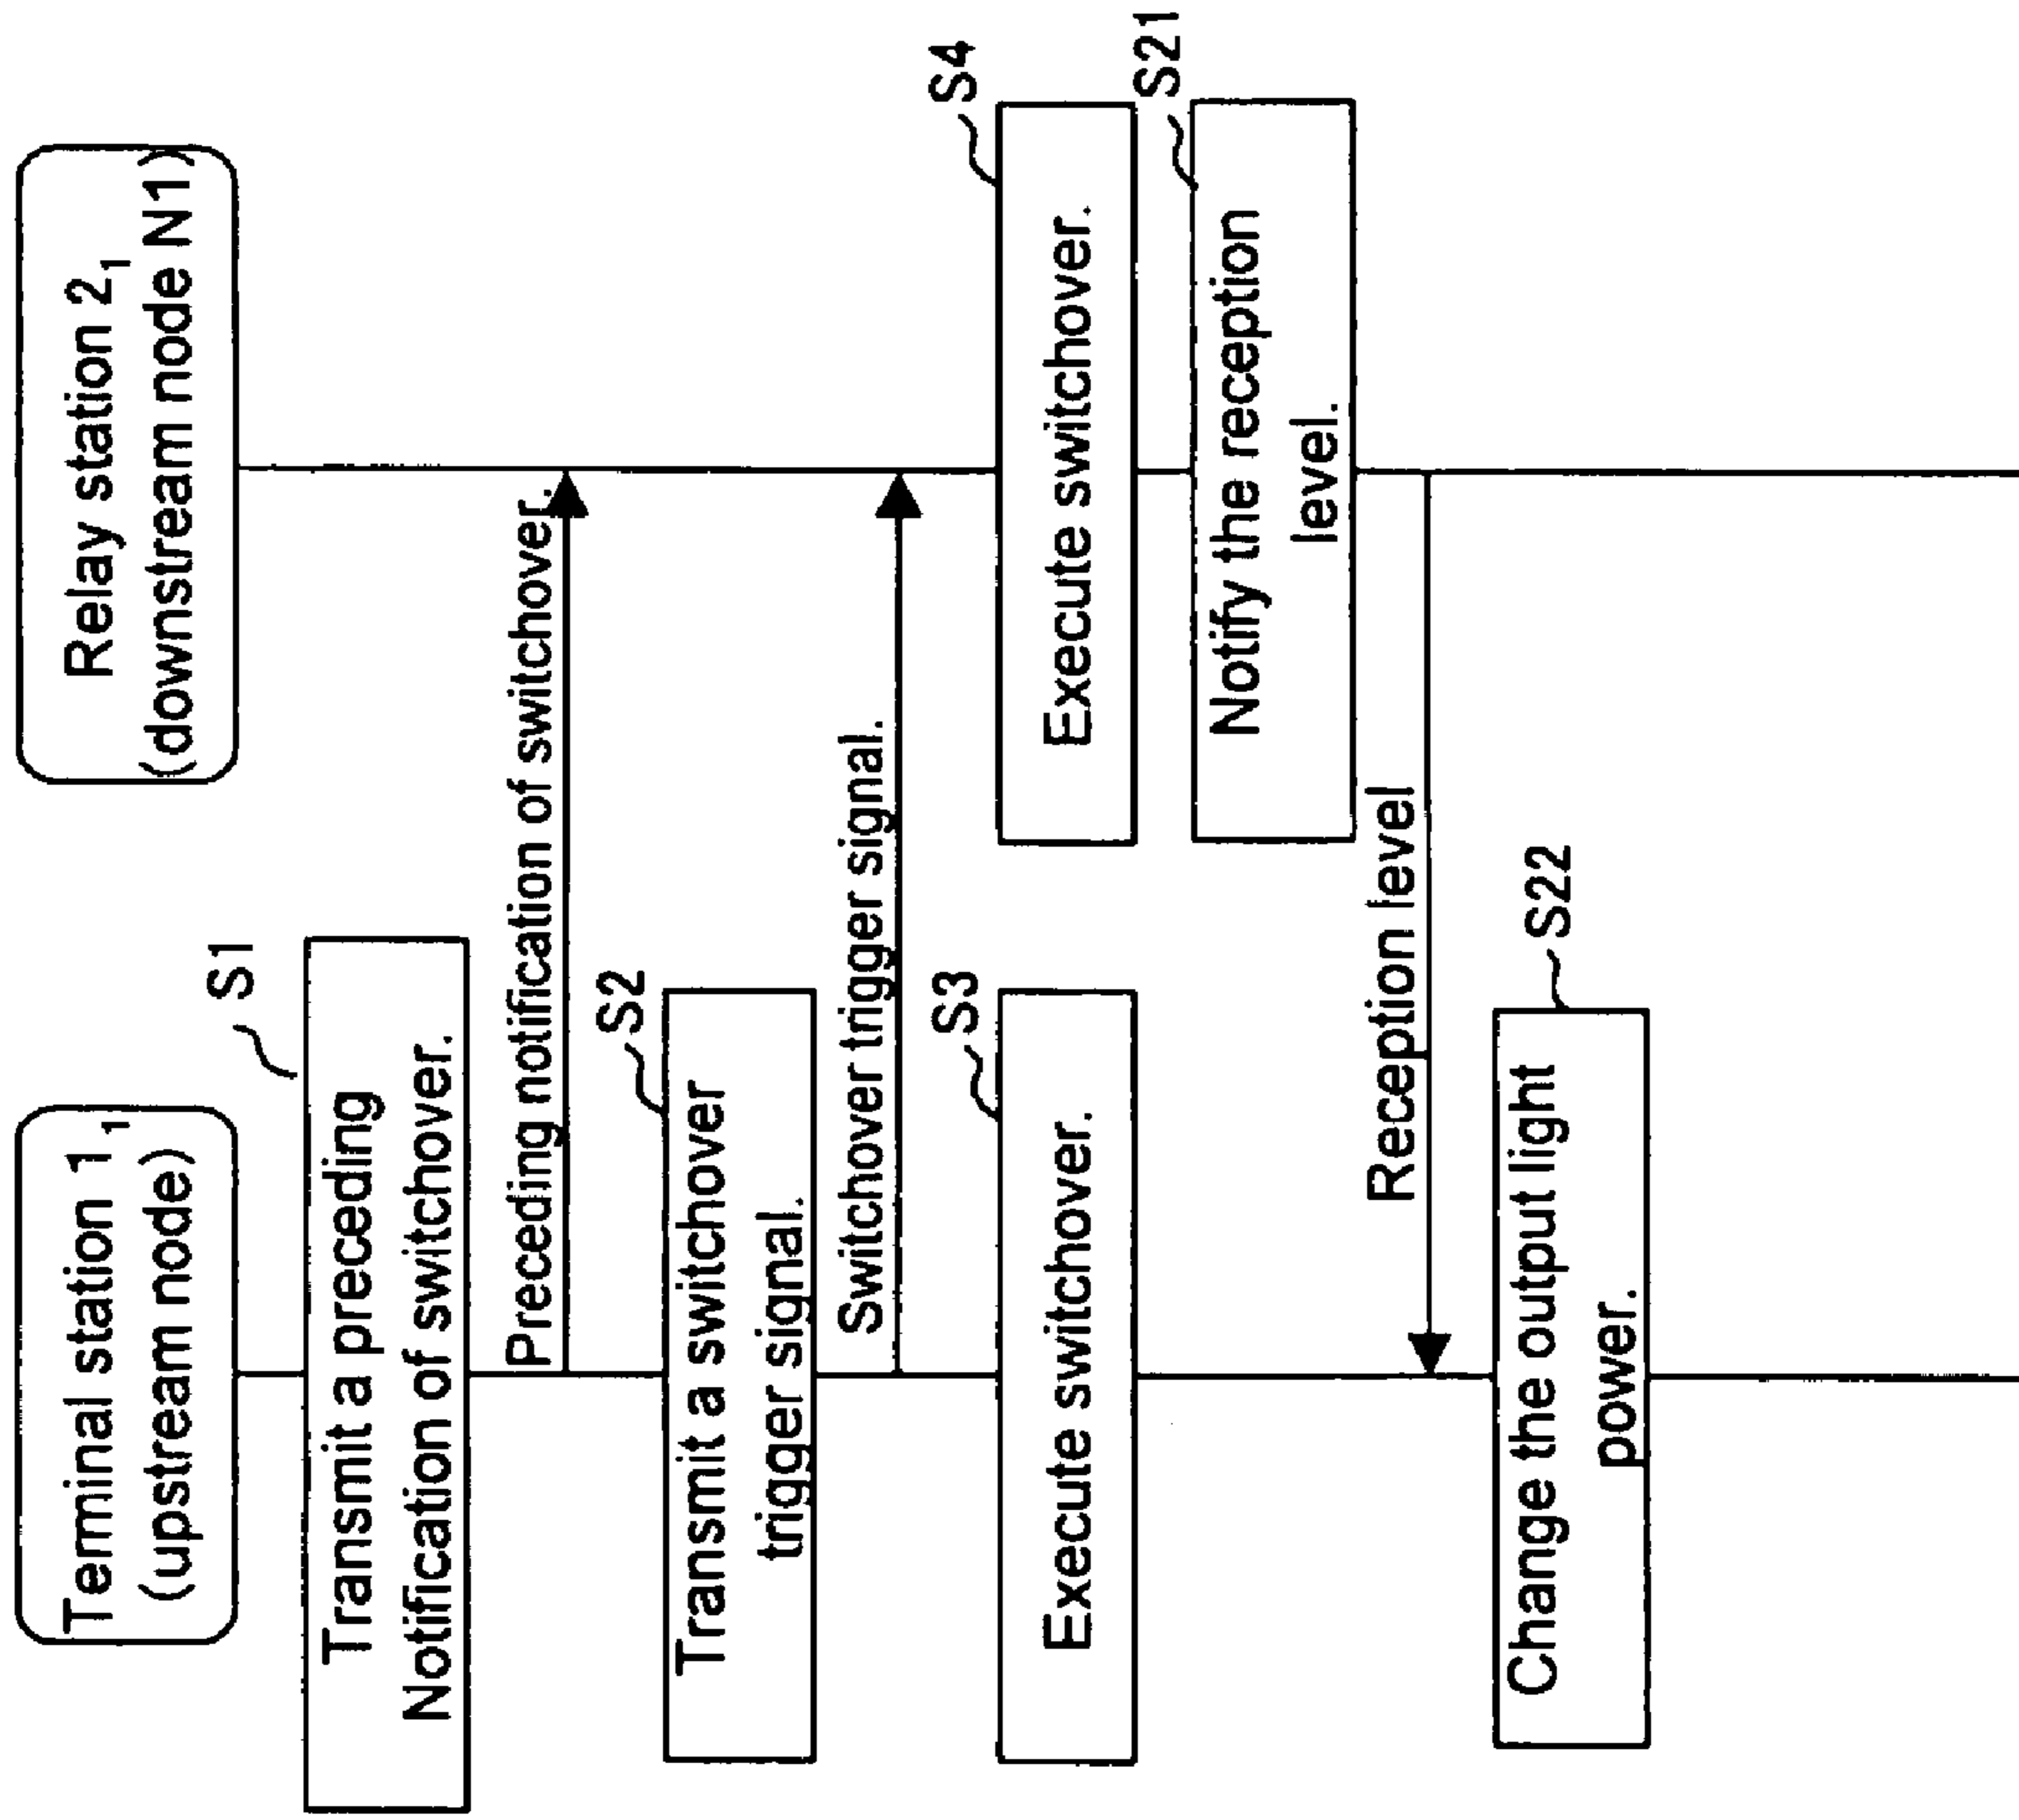 Terminal station 1₁
(upstream node)
Relay station 2₁
(downstream node N1)
S1
Transmit a preceding
Notification of switchover.
Preceding notification of switchover.
S2
Transmit a switchover
trigger signal.
Switchover trigger signal.
S3
Execute switchover.
S4
Execute switchover.
S21
Notify the reception
level.
Reception level
S22
Change the output light
power.